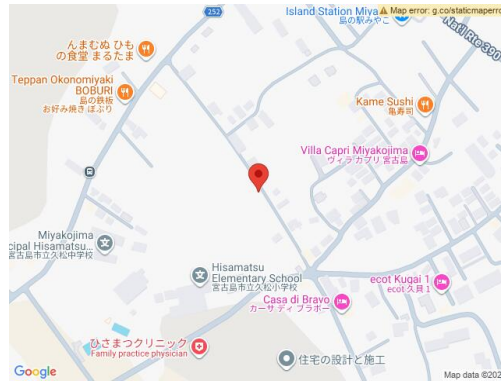 252
Island Station Miya
島の駅みやこ
Map error: g.co/staticmaperro
Nat'l Rte 390
んまむぬ ひも
の食堂 まるたま
Teppan Okonomiyaki
BOBURI
島の鉄板
お好み焼き ぼぶり
Kame Sushi
亀寿司
Villa Capri Miyakojima
ヴィラカプリ 宮古島
Miyakojima
cipal Hisamatsu...
宮古島市立久松中学校
Hisamatsu
Elementary School
宮古島市立久松小学校
ecot Kugai 1
ecot 久貝 1
Casa di Bravo
カーサ ディ ブラボー
ひさまつクリニック
Family practice physician
住宅の設計と施工
Google
Map data ©202